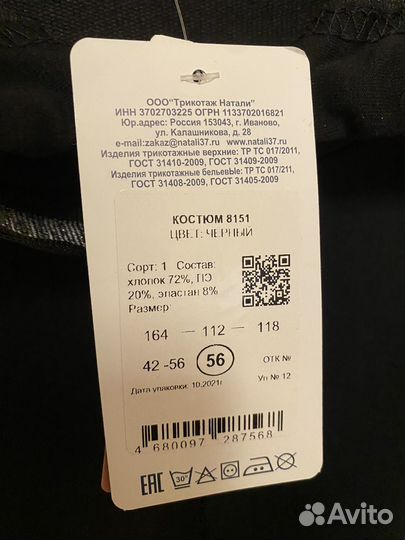 ООО"Трикотаж Натали"
ИНН 3702703225 ОГРН 1133702016821
Юр.адрес: Россия 153043, г. Иваново,
ул. Калашникова, д. 28
e-mail:zakaz@natali37.ru www.natali37.ru
Изделия трикотажные верхние: ТР ТС 017/2011,
ГОСТ 31410-2009, ГОСТ 31409-2009
Изделия трикотажные бельевые: ТР ТС 017/211,
ГОСТ 31408-2009, ГОСТ 31405-2009
КОСТЮМ 8151
ЦВЕТ: ЧЕРНЫЙ
Сорт: 1 Состав:
хлопок 72%, ПЭ
20%, эластан 8%
Размер:
164 — 112 — 118
42 -56 56 ОТК №
Дата упаковки: 10.2021г Уп № 12
4 680097 287568
EAC 30°
Avito